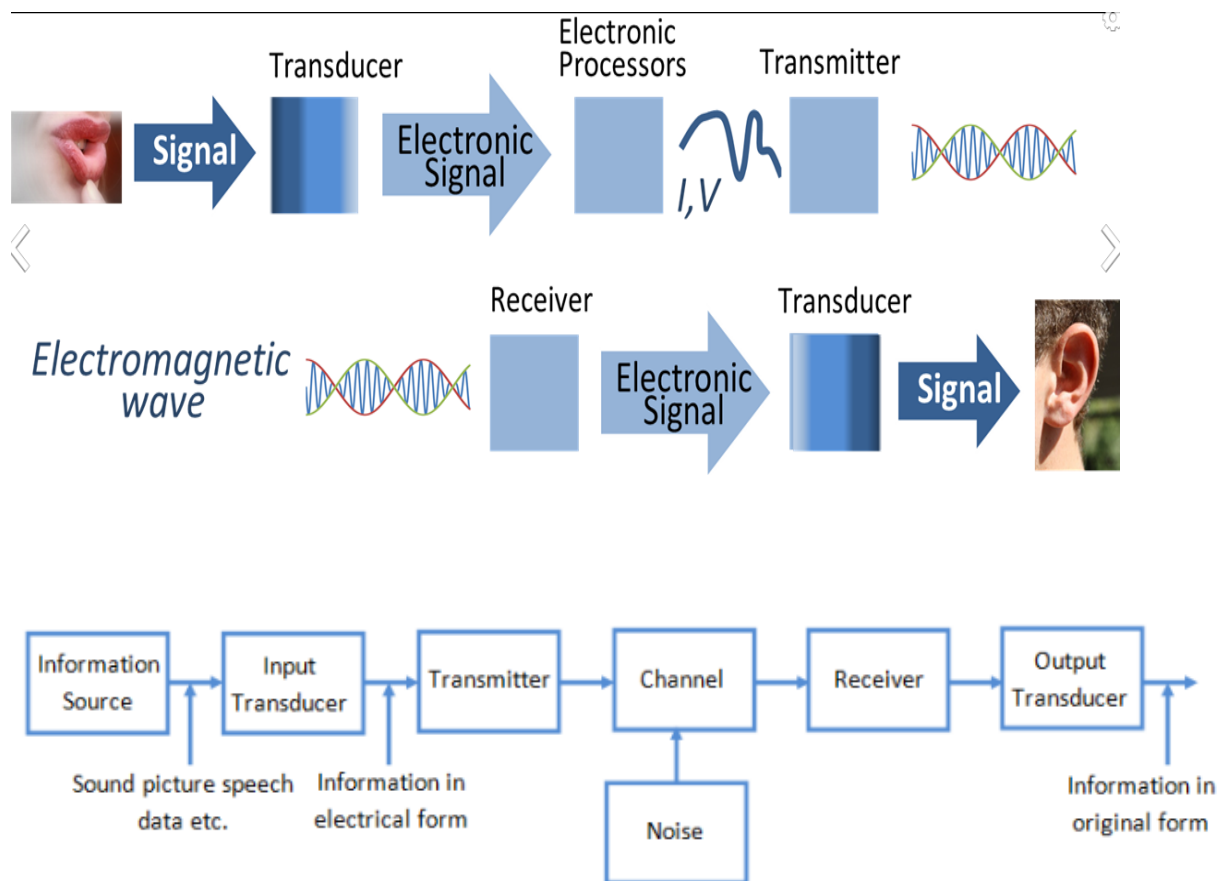 Electronic
Processors
Transducer
Transmitter
Signal
Electronic
Signal
I,V
Receiver
Transducer
Electromagnetic
wave
Electronic
Signal
Signal
Information
Source
Input
Transducer
Transmitter
Channel
Receiver
Output
Transducer
Sound picture speech
data etc.
Information in
electrical form
Noise
Information in
original form